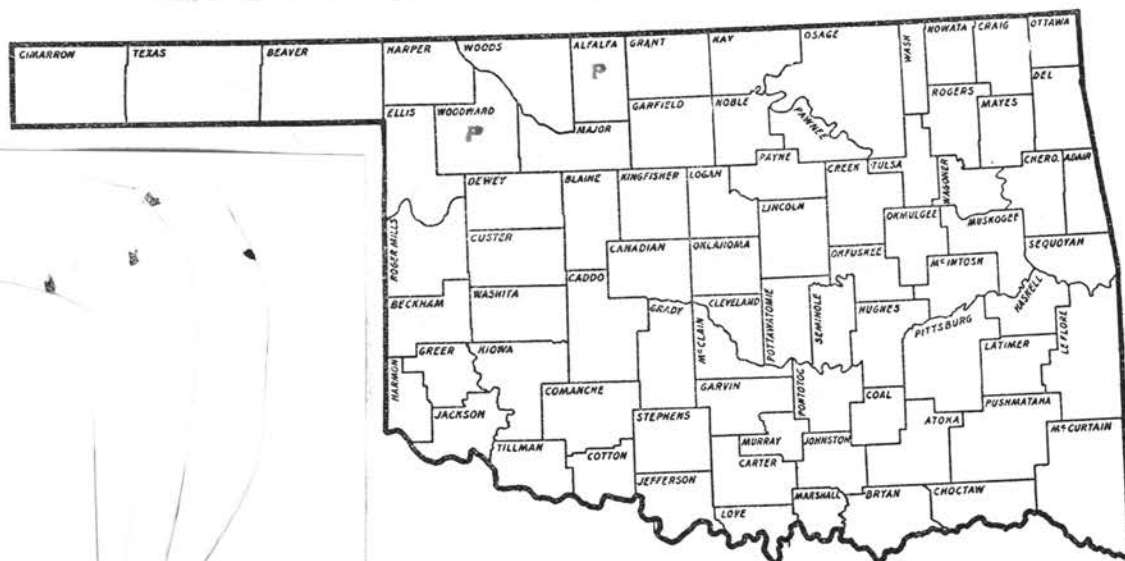 CIMARRON TEXAS BEAVER HARPER WOODS ALFALFA GRANT KAY OSAGE WASH NOWATA CRAIG OTTAWA
P
DEL
ELLIS WOODWARD GARFIELD NOBLE ROGERS MAYES
P
MAJOR PAWNEE
DEWEY BLAINE KINGFISHER LOGAN PAYNE CREEK TULSA WAGONER CHERO. ADAIR
LINCOLN
ROGER MILLS CUSTER CANADIAN OKLAHOMA OKMULGEE MUSKOGEE
OKFUSKEE McINTOSH SEQUOYAH
BECKHAM WASHITA CADDO GRADY CLEVELAND McCLAIN POTTAWATOMIE SEMINOLE HUGHES PITTSBURG HASKELL LEFLORE
HARMON GREER KIOWA LATIMER
COMANCHE GARVIN PONTOTOC COAL PUSHMATAHA
JACKSON STEPHENS ATOKA McCURTAIN
TILLMAN COTTON MURRAY JOHNSTON
CARTER
JEFFERSON MARSHALL BRYAN CHOCTAW
LOVE